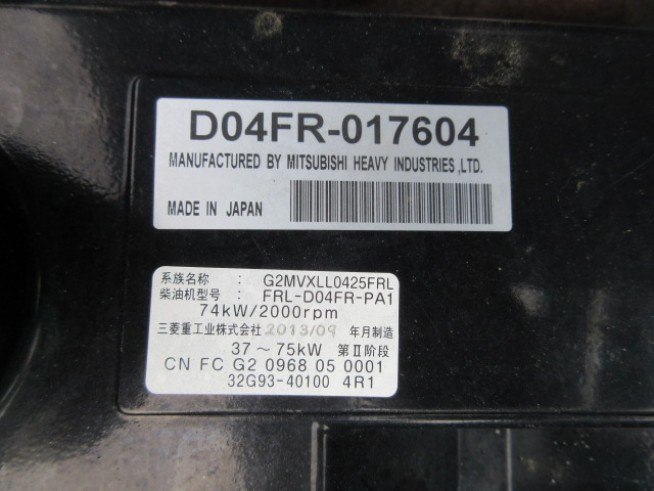 D04FR-017604
MANUFACTURED BY MITSUBISHI HEAVY INDUSTRIES,LTD.
MADE IN JAPAN
系族名称： G2MVXLL0425FRL
柴油机型号： FRL-D04FR-PA1
74kW/2000rpm
三菱重工业株式会社 2013/09 年月制造
37～75kW 第Ⅱ阶段
CN FC G2 0968 05 0001
32G93-40100 4R1